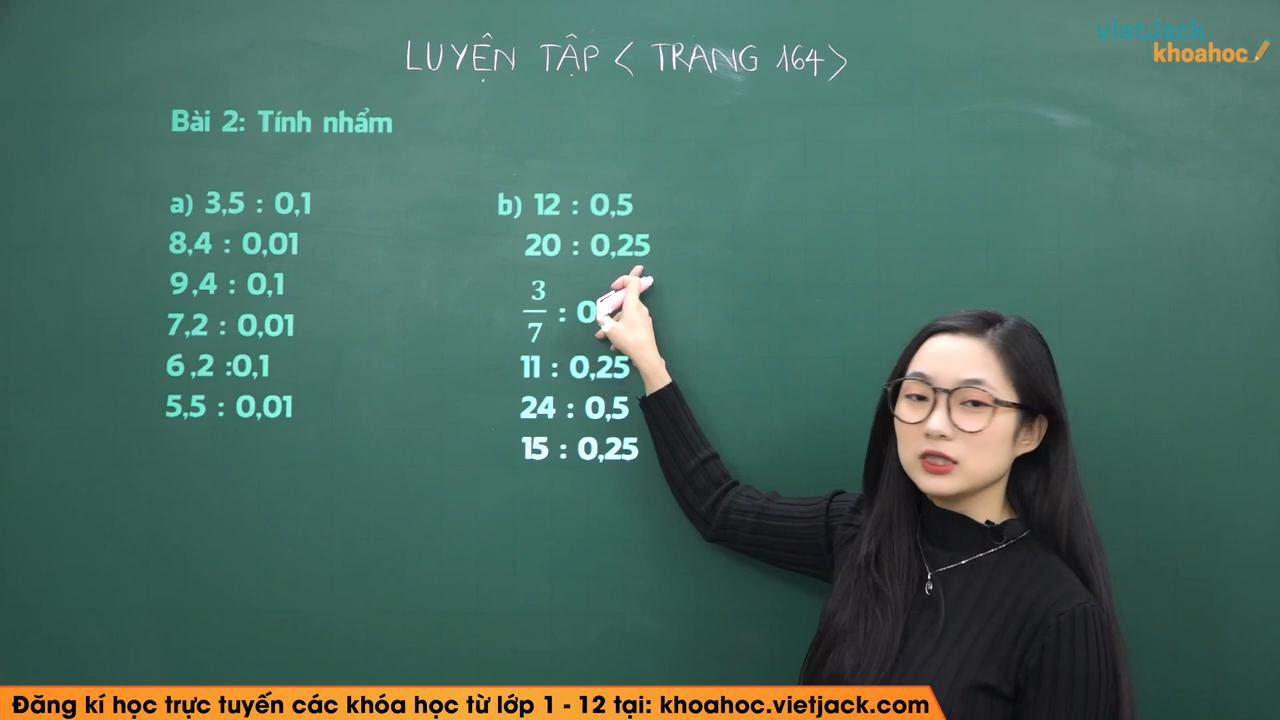 LUYỆN TẬP < TRANG 164 >
vietjack
khoahoc
Bài 2: Tính nhẩm
a) 3,5 : 0,1
8,4 : 0,01
9,4 : 0,1
7,2 : 0,01
6,2 :0,1
5,5 : 0,01
b) 12 : 0,5
20 : 0,25
3
7
: 0
11 : 0,25
24 : 0,5
15 : 0,25
Đăng kí học trực tuyến các khóa học từ lớp 1 - 12 tại: khoahoc.vietjack.com